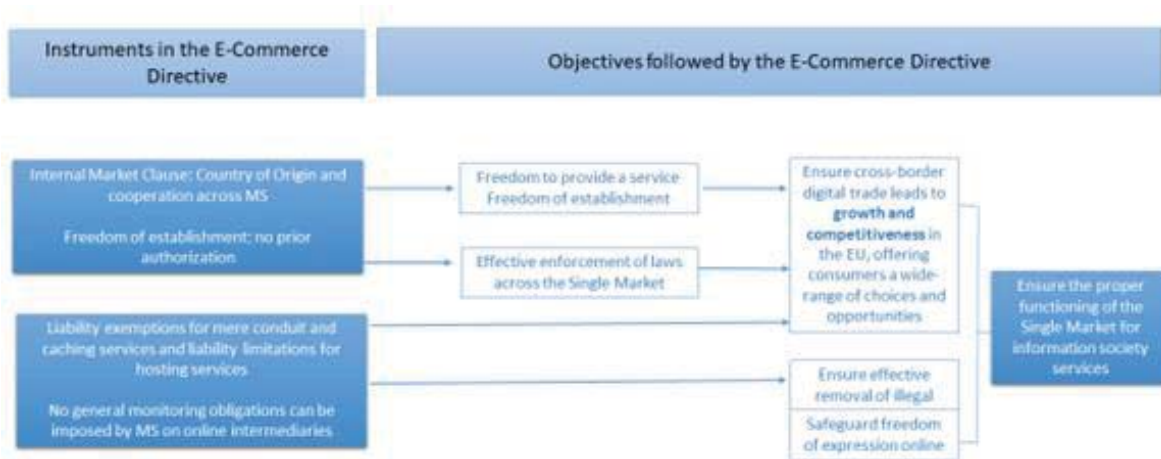 Instruments in the E-Commerce
Directive
Objectives followed by the E-Commerce Directive
Internal Market Clause: Country of Origin and
cooperation across MS
Freedom of establishment: no prior
authorization
Freedom to provide a service
Freedom of establishment
Effective enforcement of laws
across the Single Market
Ensure cross-border
digital trade leads to
growth and
competitiveness in
the EU, offering
consumers a wide-
range of choices and
opportunities
Liability exemptions for mere conduit and
caching services and liability limitations for
hosting services
No general monitoring obligations can be
imposed by MS on online intermediaries
Ensure effective
removal of illegal
Safeguard freedom
of expression online
Ensure the proper
functioning of the
Single Market for
information society
services